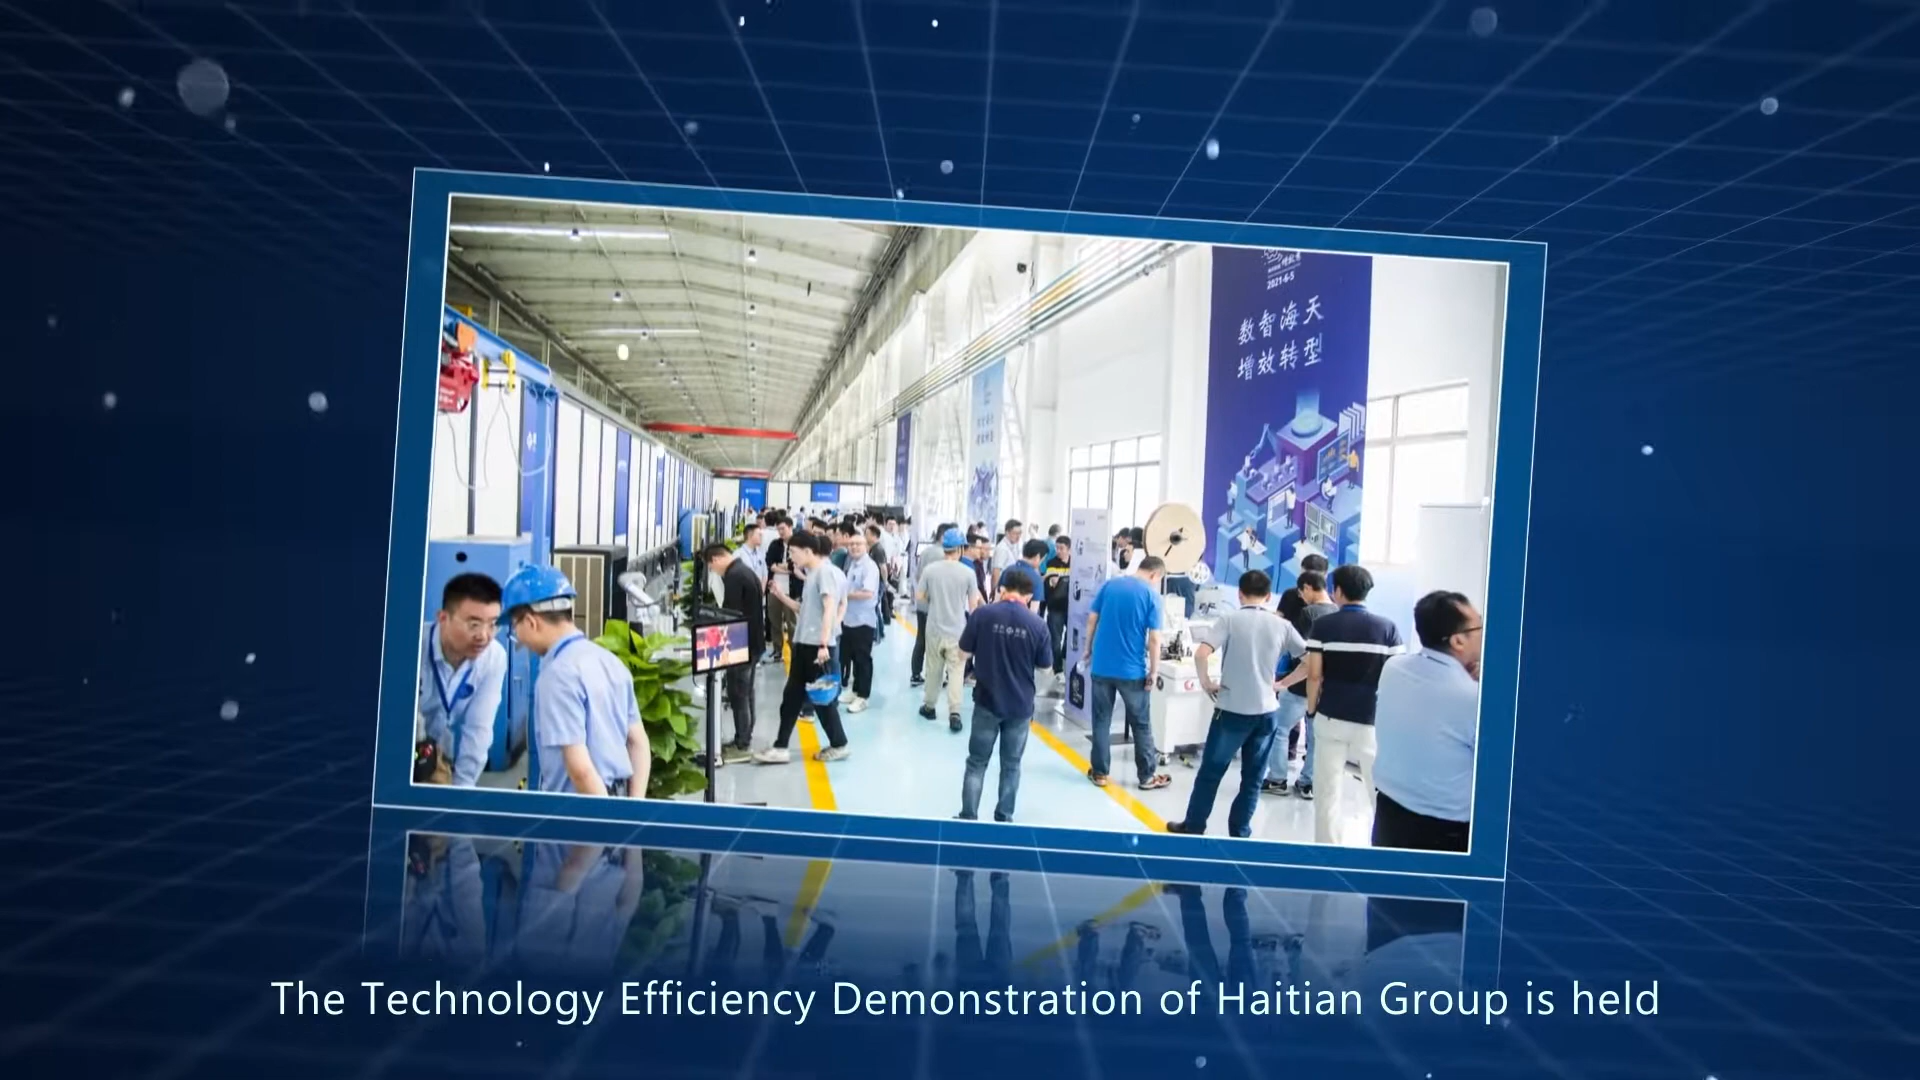 2021-6-5
数智海天
增效转型
The Technology Efficiency Demonstration of Haitian Group is held